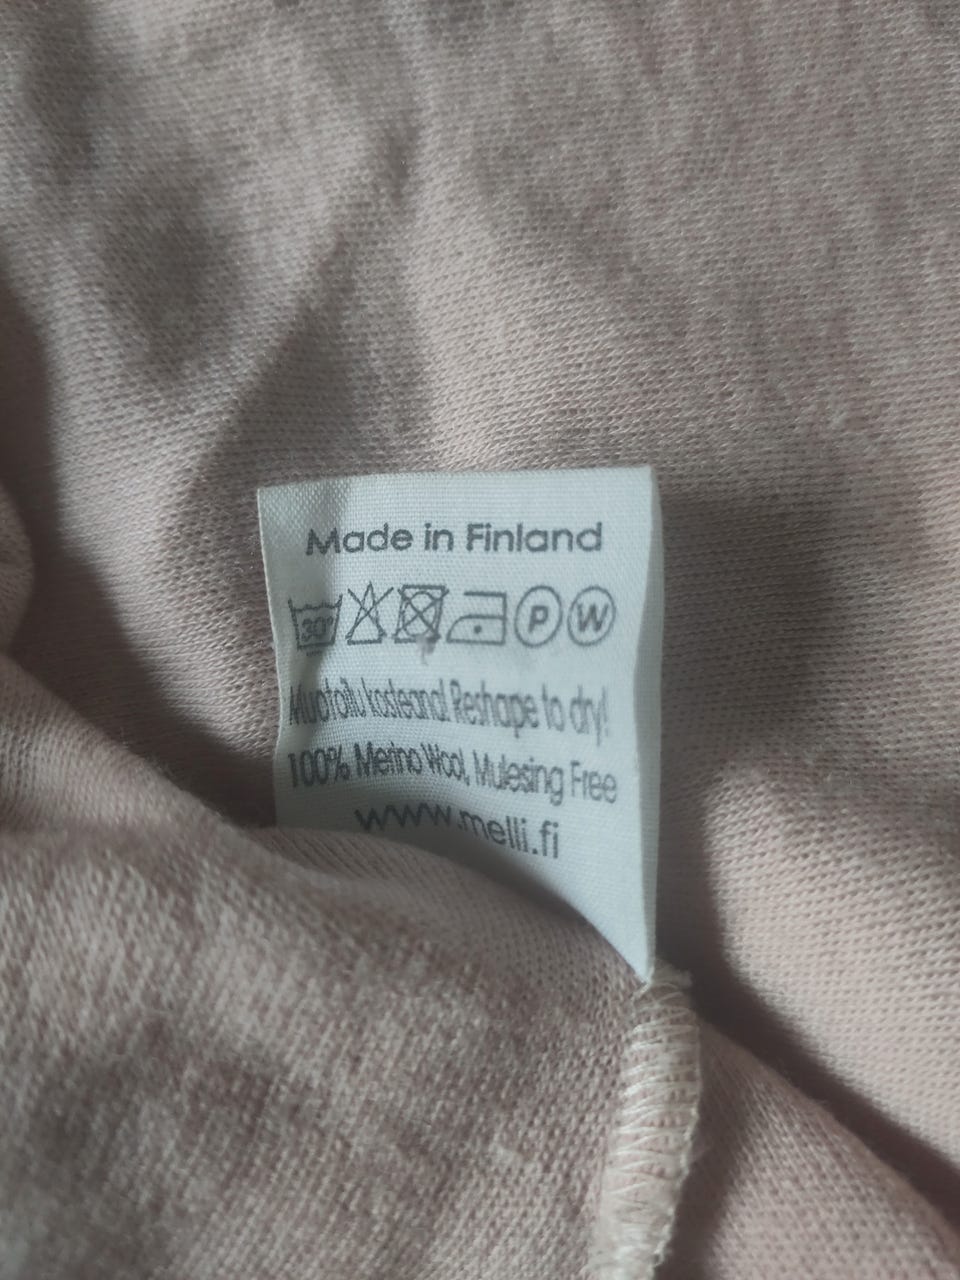 Made in Finland
30° P W
Muotoilu kosteana! Reshape to dry!
100% Merino Wool, Mulesing Free
www.melli.fi